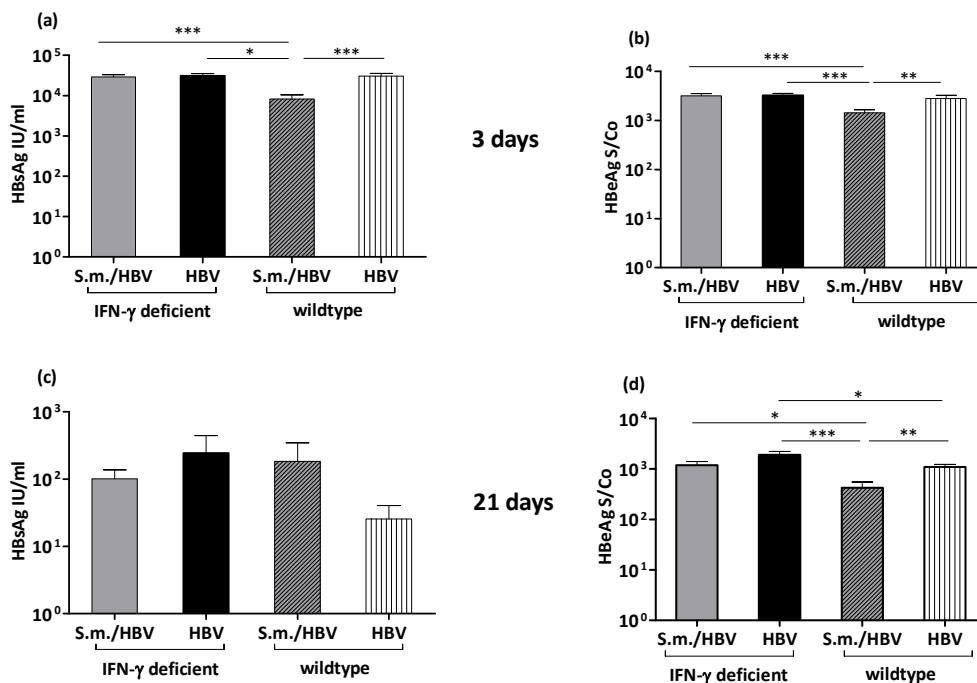 (a)
***
*
***
10⁵
10⁴
10³
10²
10¹
10⁰
HBsAg IU/ml
S.m./HBV HBV S.m./HBV HBV
IFN-γ deficient wildtype
3 days
(b)
***
***
**
10⁴
10³
10²
10¹
10⁰
HBeAg S/Co
S.m./HBV HBV S.m./HBV HBV
IFN-γ deficient wildtype
(c)
10³
10²
10¹
10⁰
HBsAg IU/ml
S.m./HBV HBV S.m./HBV HBV
IFN-γ deficient wildtype
21 days
(d)
*
*
***
**
10⁴
10³
10²
10¹
10⁰
HBeAg S/Co
S.m./HBV HBV S.m./HBV HBV
IFN-γ deficient wildtype